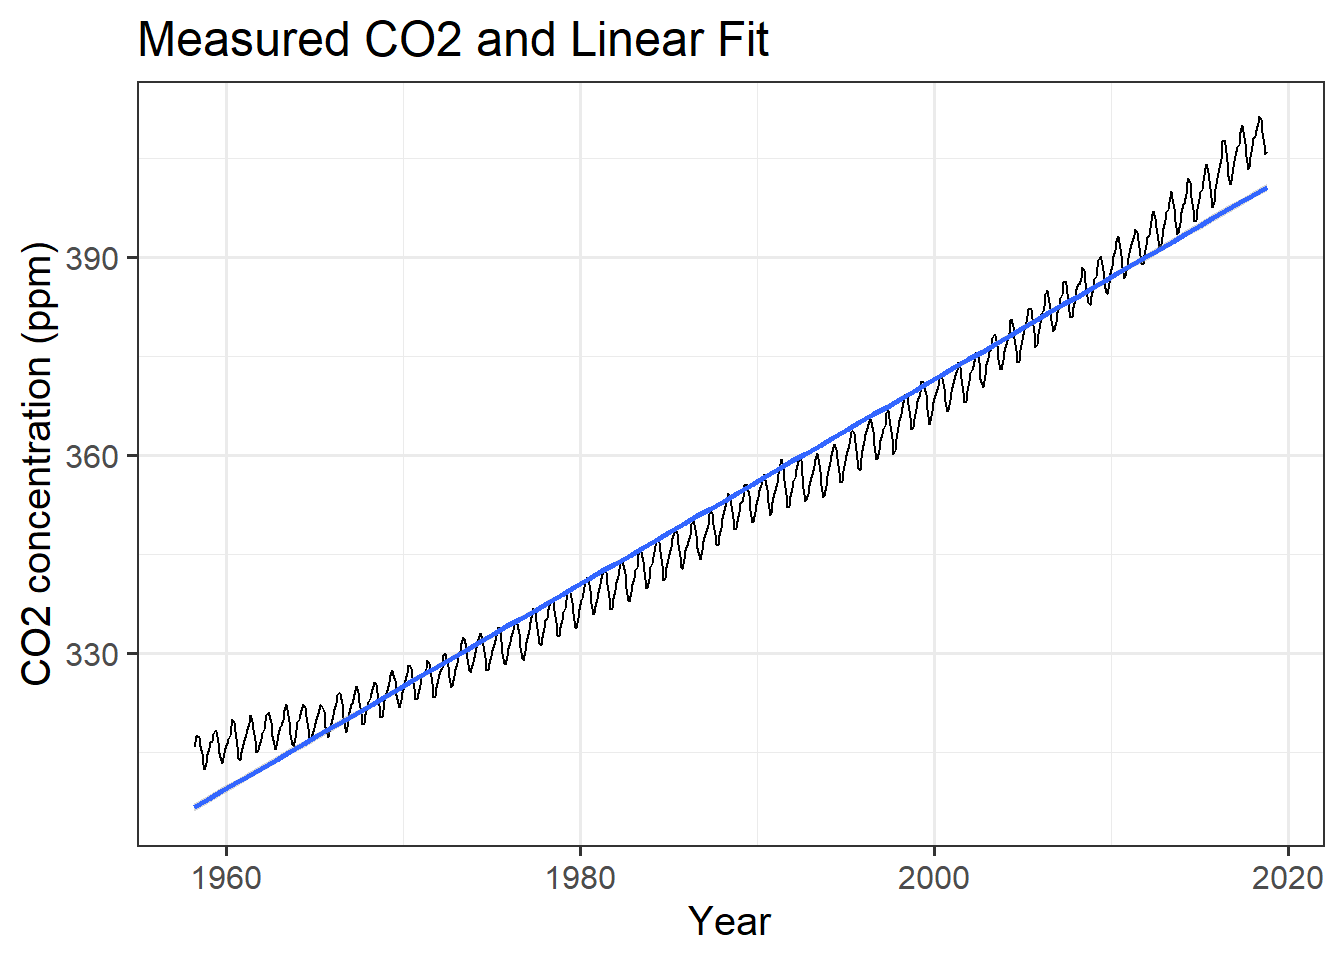 Measured CO2 and Linear Fit
CO2 concentration (ppm)
390
360
330
1960
1980
2000
2020
Year